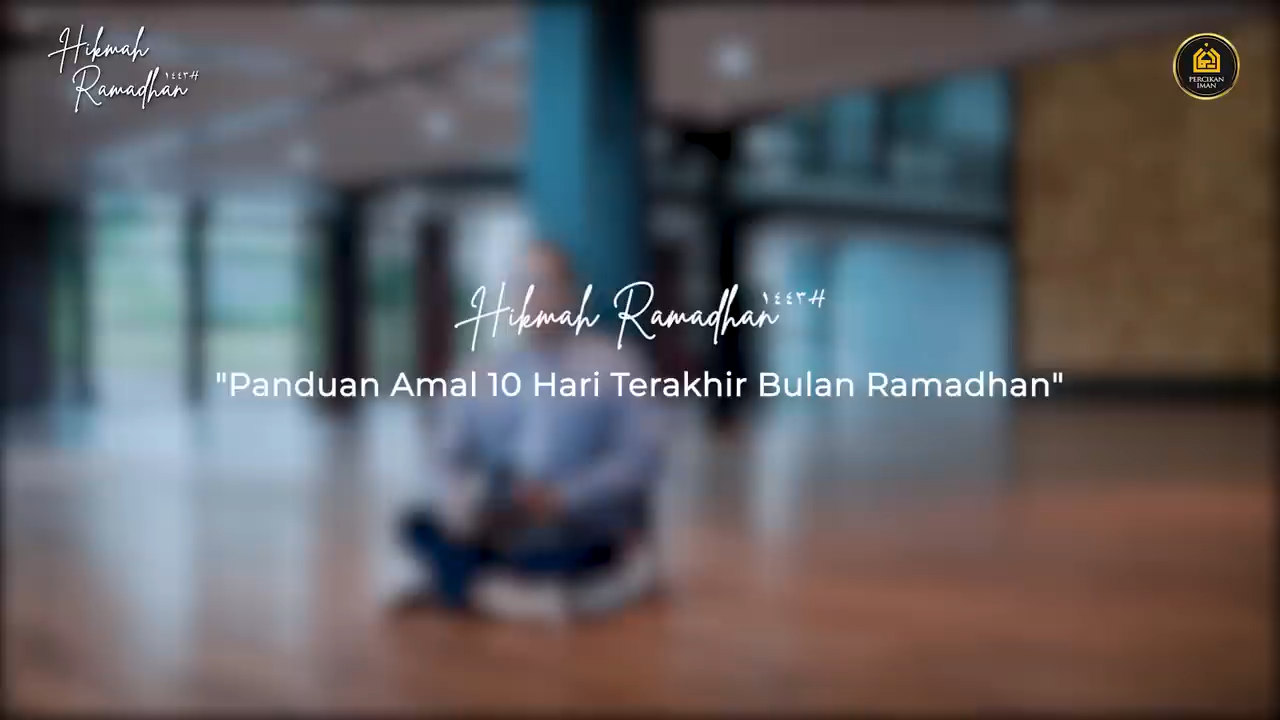 Hikmah
Ramadhan ١٤٤٣H
PERCIKAN
IMAN
Hikmah Ramadhan ١٤٤٣H
"Panduan Amal 10 Hari Terakhir Bulan Ramadhan"